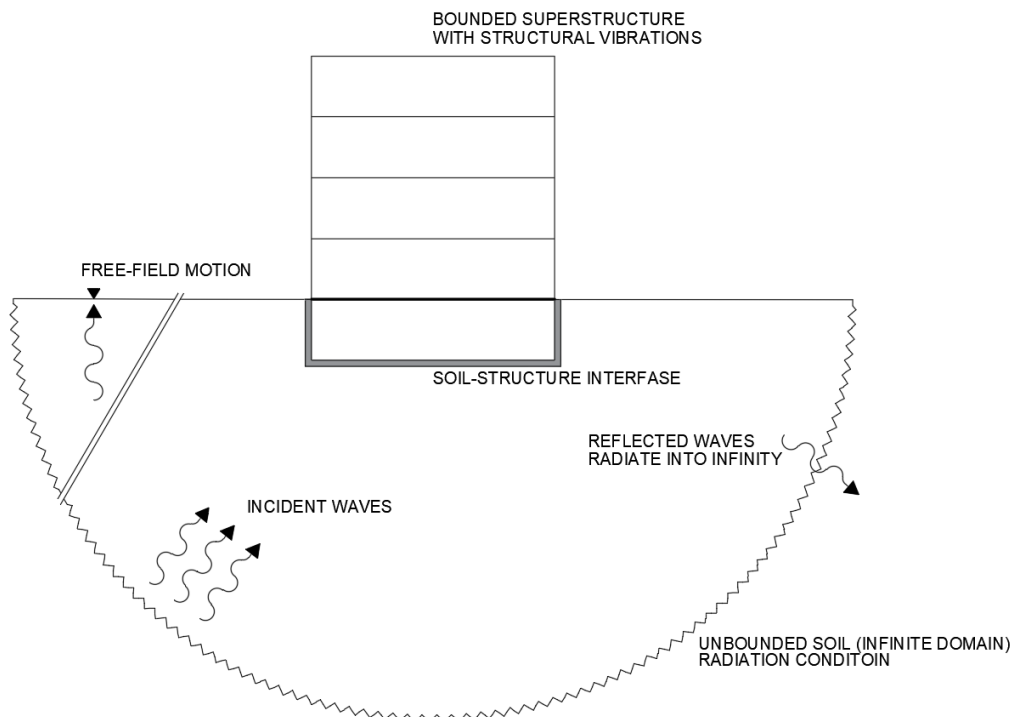 BOUNDED SUPERSTRUCTURE
WITH STRUCTURAL VIBRATIONS
FREE-FIELD MOTION
SOIL-STRUCTURE INTERFASE
REFLECTED WAVES
RADIATE INTO INFINITY
INCIDENT WAVES
UNBOUNDED SOIL (INFINITE DOMAIN)
RADIATION CONDITOIN